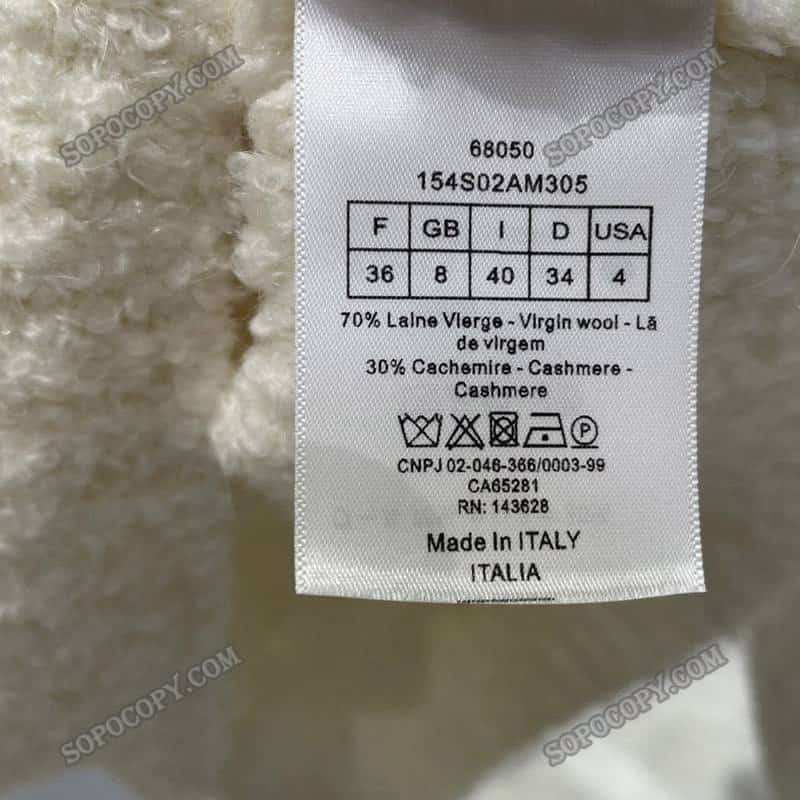 SOPOCOPY.COM
SOPOCOPY.COM
68050
154S02AM305
F GB I D USA
36 8 40 34 4
70% Laine Vierge - Virgin wool - Lã
de virgem
30% Cachemire - Cashmere -
Cashmere
P
CNPJ 02-046-366/0003-99
CA65281
RN: 143628
Made In ITALY
ITALIA
SOPOCOPY.COM
SOPOCOPY.COM